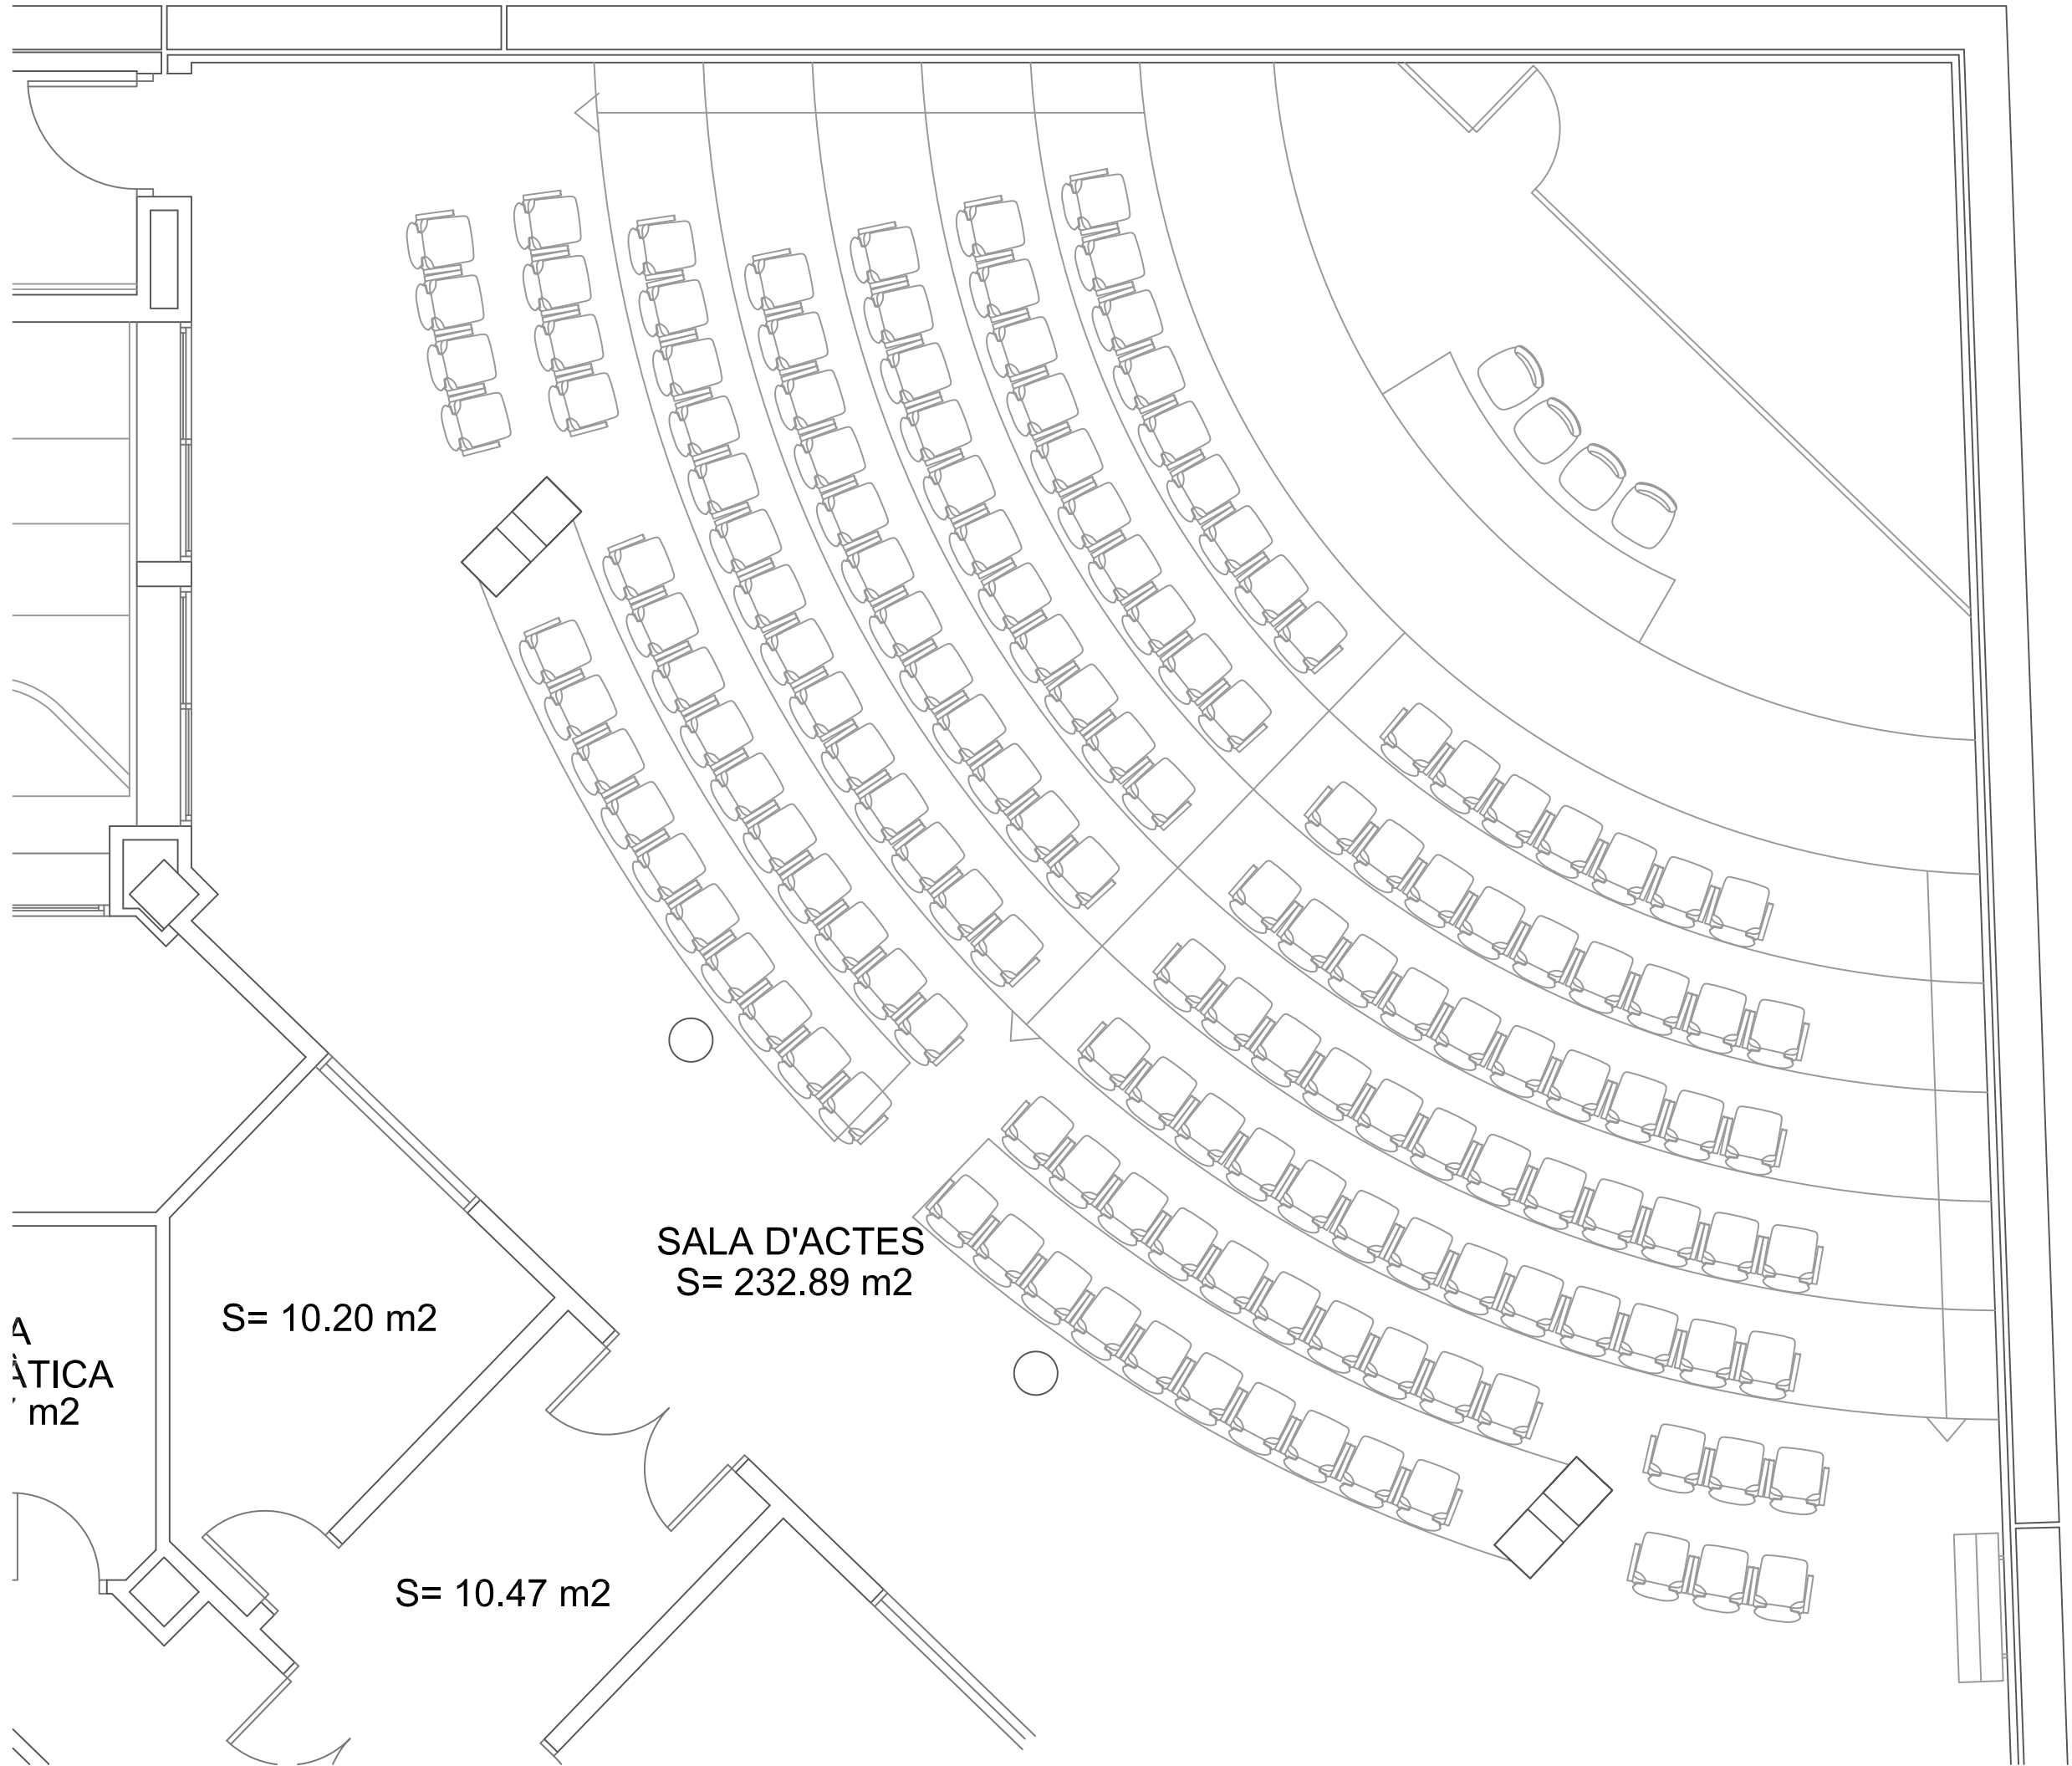 SALA D'ACTES
S= 232.89 m2
S= 10.20 m2
A
ÀTICA
m2
S= 10.47 m2